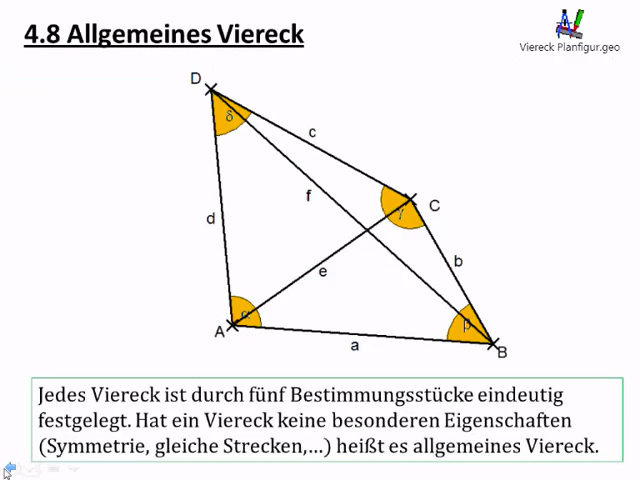 4.8 Allgemeines Viereck
Viereck Planfigur.geo
D
δ
c
f
C
γ
d
b
e
α
β
A
a
B
Jedes Viereck ist durch fünf Bestimmungsstücke eindeutig
festgelegt. Hat ein Viereck keine besonderen Eigenschaften
(Symmetrie, gleiche Strecken,...) heißt es allgemeines Viereck.